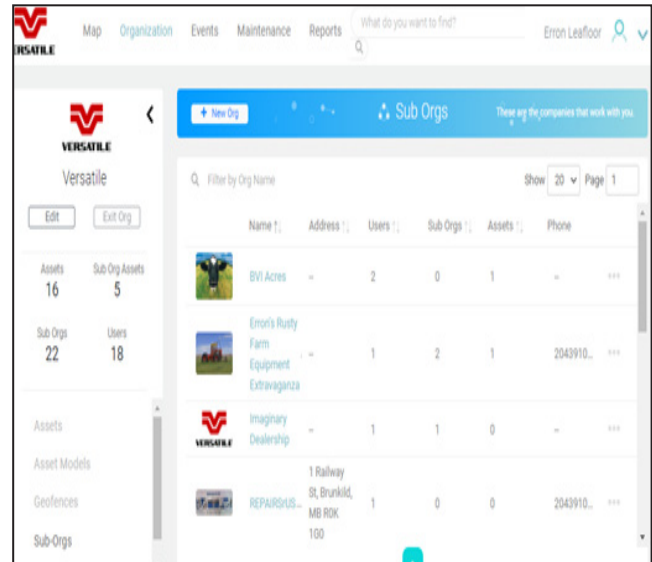 Map Organization Events Maintenance Reports What do you want to find? Erron Leafloor
ERSATILE
+ New Org Sub Orgs These are the companies that work with you.
VERSATILE
Versatile
Edit Exit Org
Assets Sub Org Assets
16 5
Sub Orgs Users
22 18
Assets
Asset Models
Geofences
Sub-Orgs
Filter by Org Name Show 20 Page 1
Name Address Users Sub Orgs Assets Phone
BVI Acres -- 2 0 1 -- ...
Erron's Rusty
Farm
Equipment
Extravaganza -- 1 2 1 2043910... ...
VERSATILE
Imaginary
Dealership -- 1 1 0 -- ...
REPAIRSrUS... 1 Railway
St, Brunkild,
MB R0K
1G0 1 0 0 2043910... ...